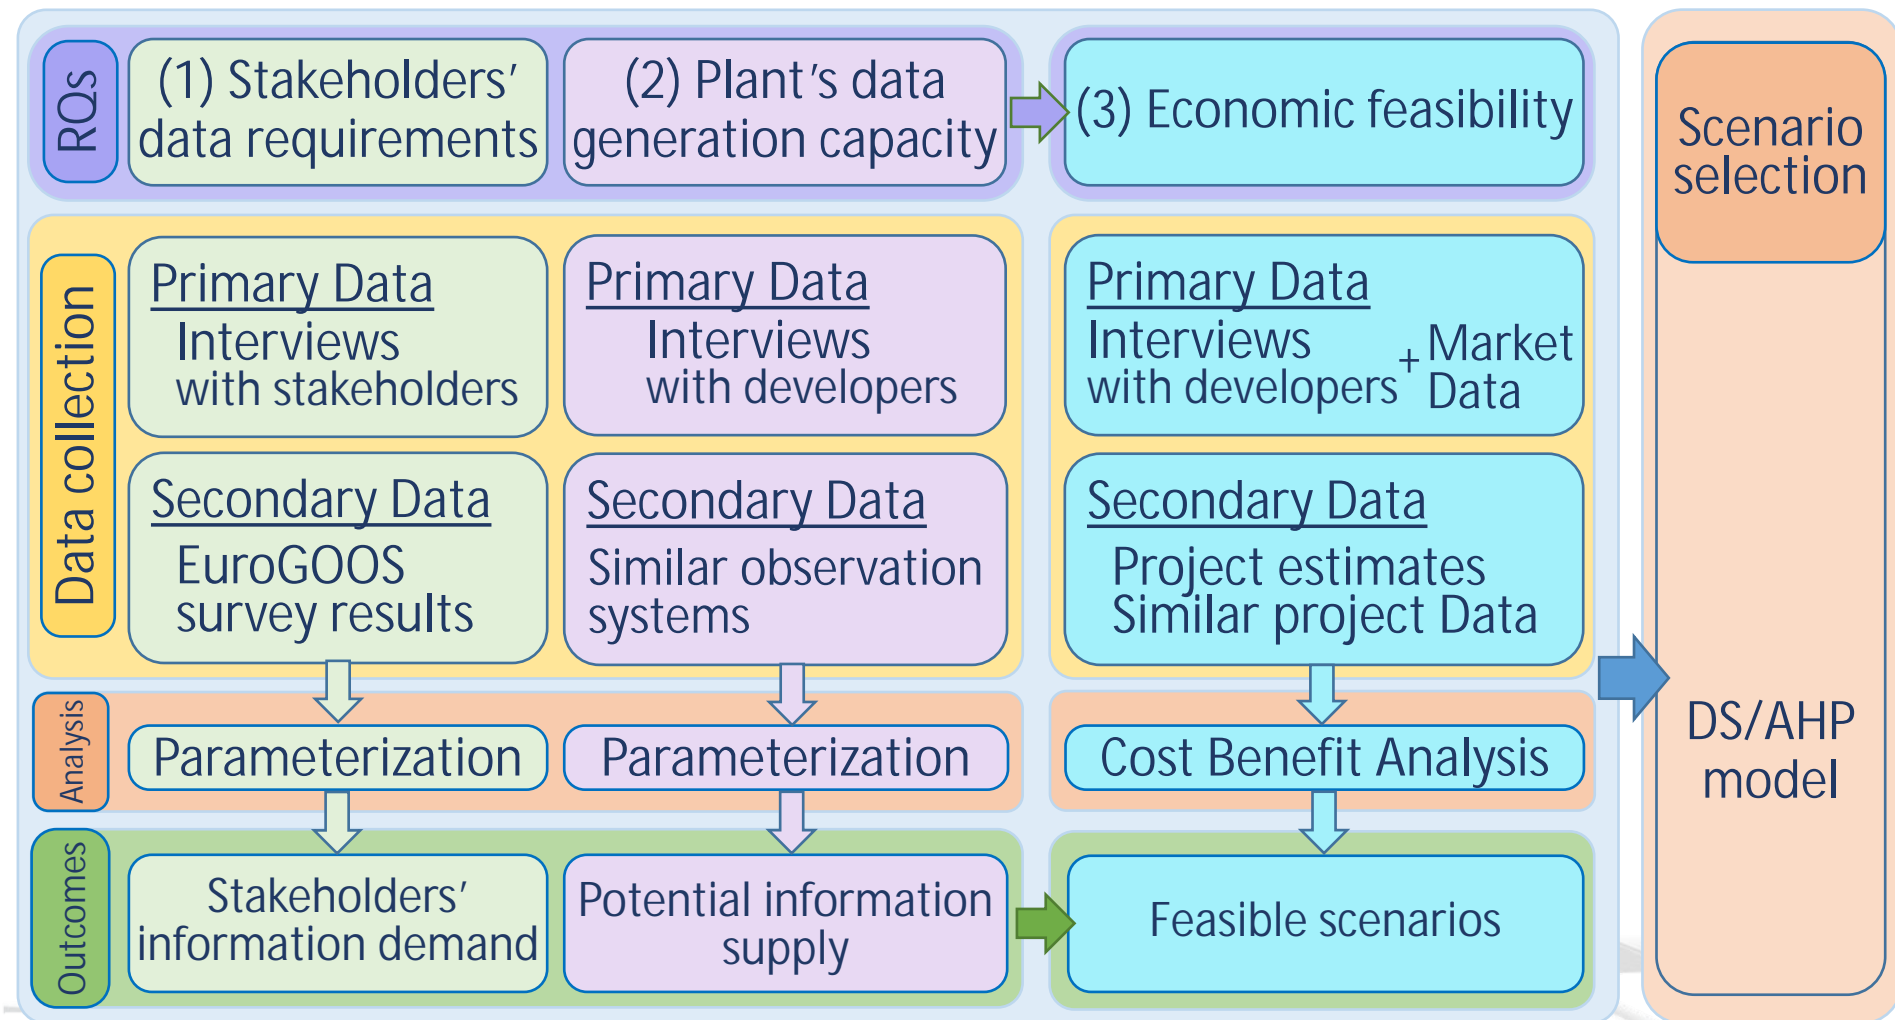 RQs
(1) Stakeholders'
data requirements
(2) Plant's data
generation capacity
(3) Economic feasibility
Data collection
Primary Data
Interviews
with stakeholders
Primary Data
Interviews
with developers
Primary Data
Interviews
with developers
+
Market
Data
Secondary Data
EuroGOOS
survey results
Secondary Data
Similar observation
systems
Secondary Data
Project estimates
Similar project Data
Analysis
Parameterization
Parameterization
Cost Benefit Analysis
Outcomes
Stakeholders'
information demand
Potential information
supply
Feasible scenarios
Scenario
selection
DS/AHP
model